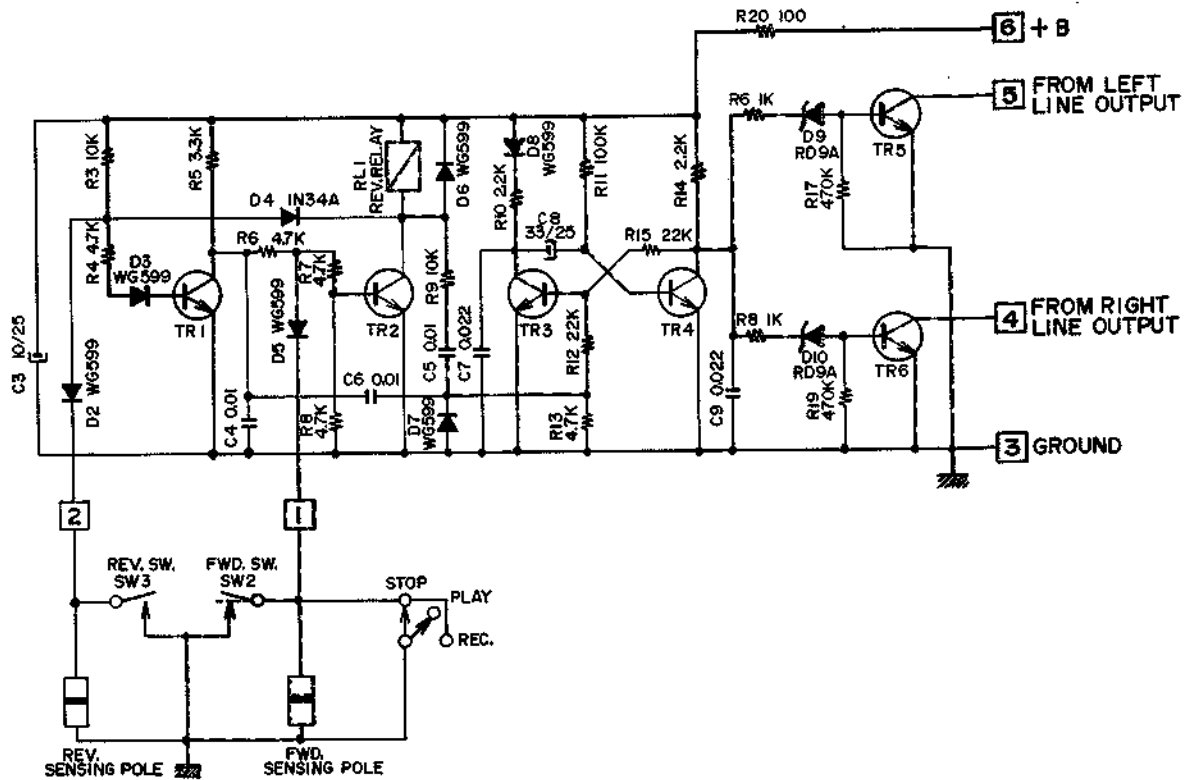 R20 100
6 + B
5 FROM LEFT
LINE OUTPUT
R6 1K
D9
RD9A
TR5
R17
470K
R3 10K
R5 3.3K
RL1
REV. RELAY
D6 WG599
D8
WG599
R11 100K
R14 2.2K
R10 2.2K
D4 1N34A
C8
33/25
R4 4.7K
D3
WG599
R6 4.7K
R7
4.7K
R9 10K
R15 22K
TR1
TR2
TR3
TR4
C3 10/25
D2 WG599
D5 WG599
C5 0.01
C7 0.022
R12 22K
C6 0.01
C4 0.01
R8
4.7K
D7
WG599
R13
4.7K
4 FROM RIGHT
LINE OUTPUT
R8 1K
D10
RD9A
TR6
R19
470K
C9 0.022
3 GROUND
2
1
REV. SW.
SW3
FWD. SW.
SW2
STOP
PLAY
REC.
REV.
SENSING POLE
FWD.
SENSING POLE